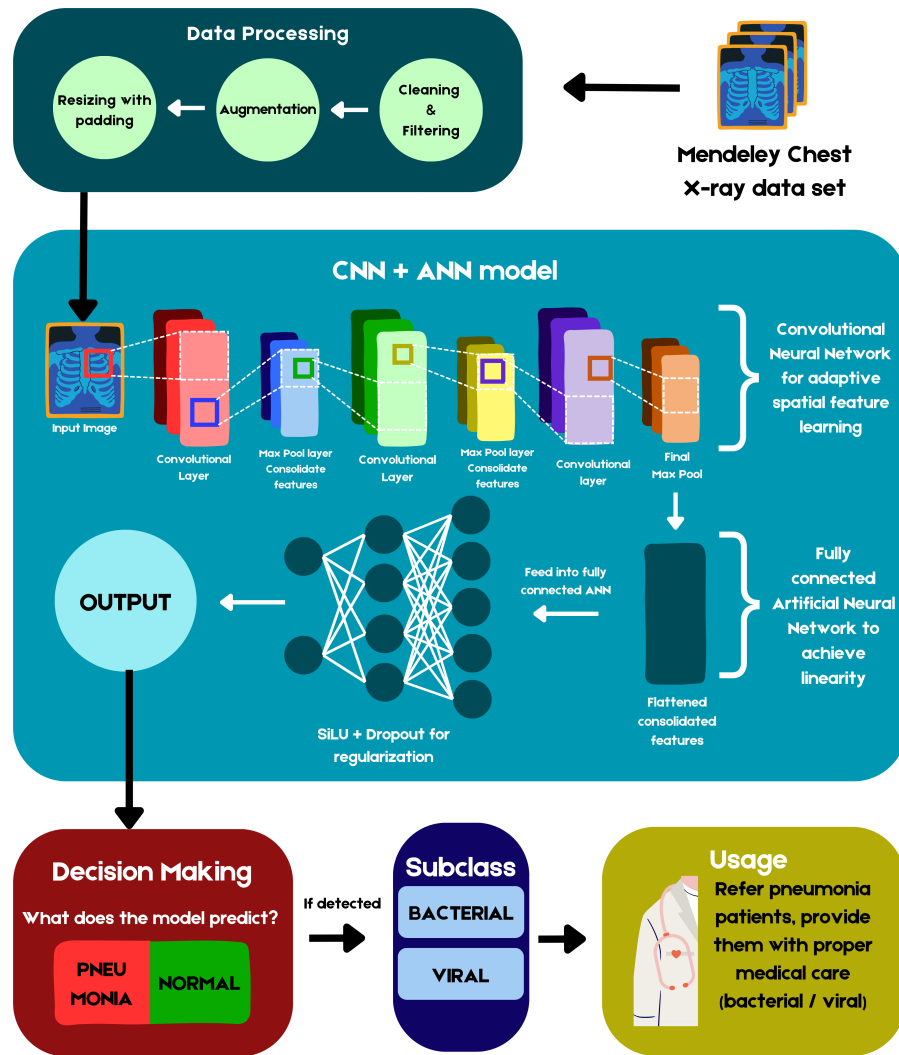 Data Processing
Resizing with
padding
Augmentation
Cleaning
&
Filtering
Mendeley Chest
X-ray data set
CNN + ANN model
Input Image
Convolutional
Layer
Max Pool layer
Consolidate
features
Convolutional
Layer
Max Pool layer
Consolidate
features
Convolutional
layer
Final
Max Pool
Convolutional
Neural Network
for adaptive
spatial feature
learning
OUTPUT
SiLU + Dropout for
regularization
Feed into fully
connected ANN
Flattened
consolidated
features
Fully
connected
Artificial Neural
Network to
achieve
linearity
Decision Making
What does the model predict?
PNEU
MONIA
NORMAL
If detected
Subclass
BACTERIAL
VIRAL
Usage
Refer pneumonia
patients, provide
them with proper
medical care
(bacterial / viral)